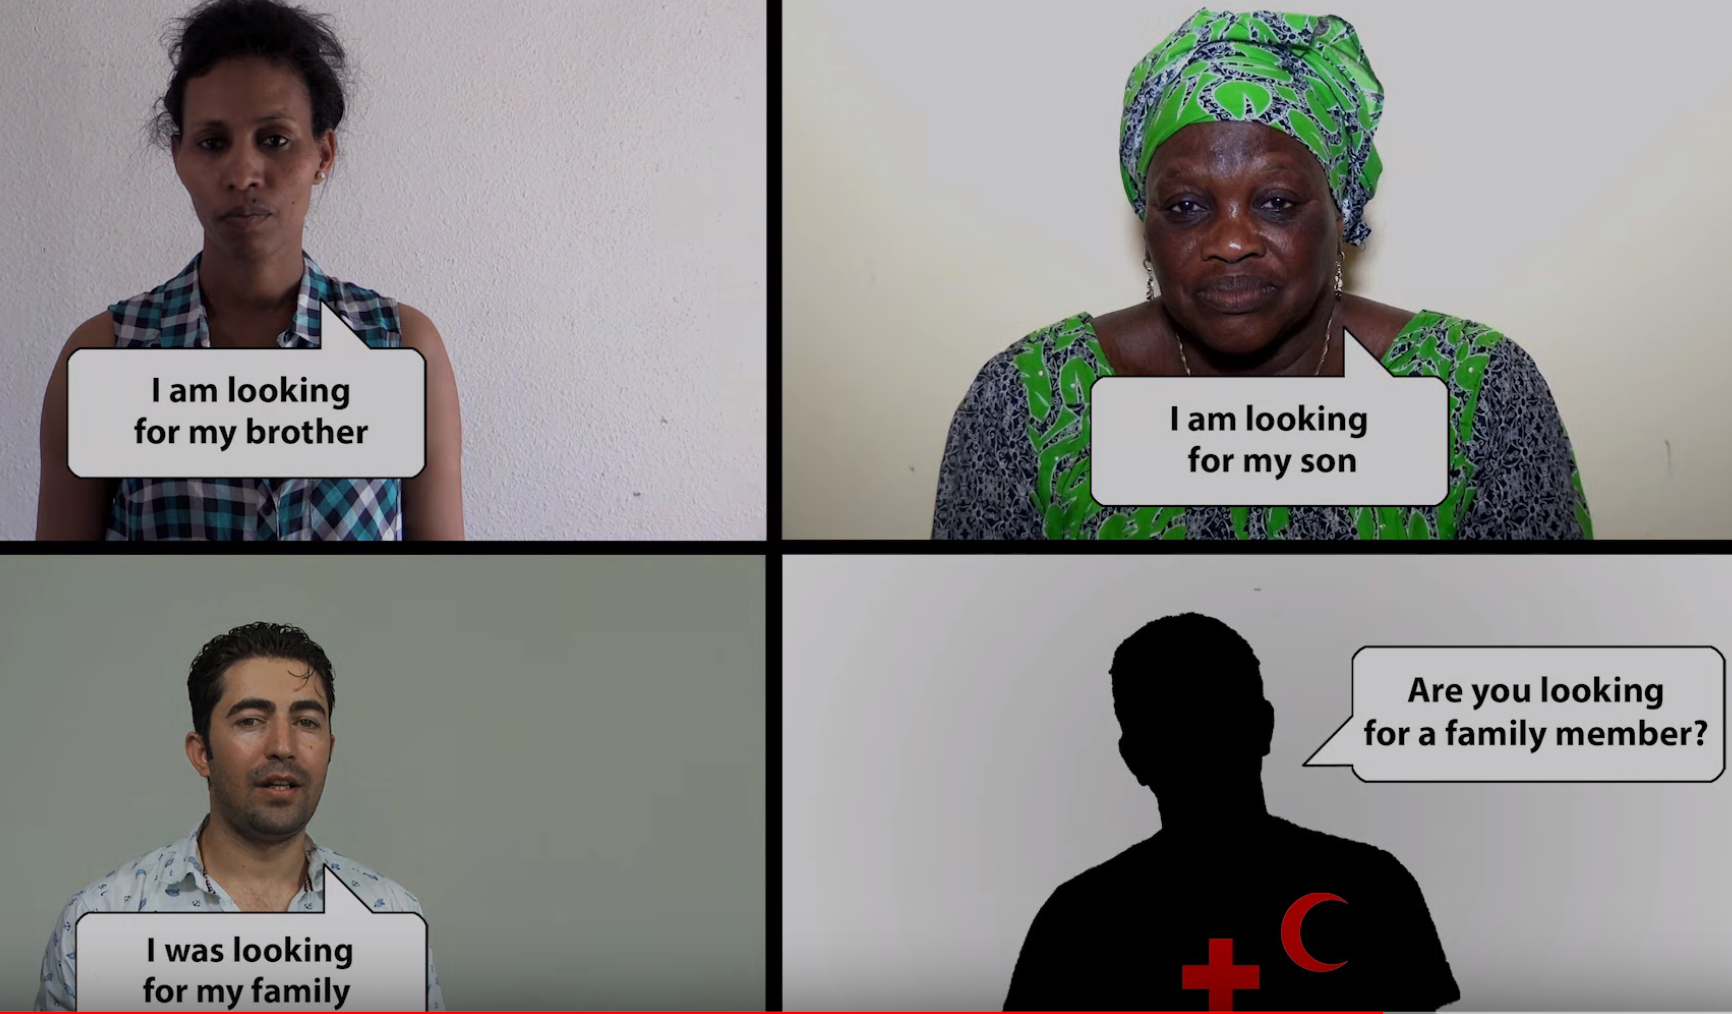 I am looking
for my brother
I am looking
for my son
I was looking
for my family
Are you looking
for a family member?